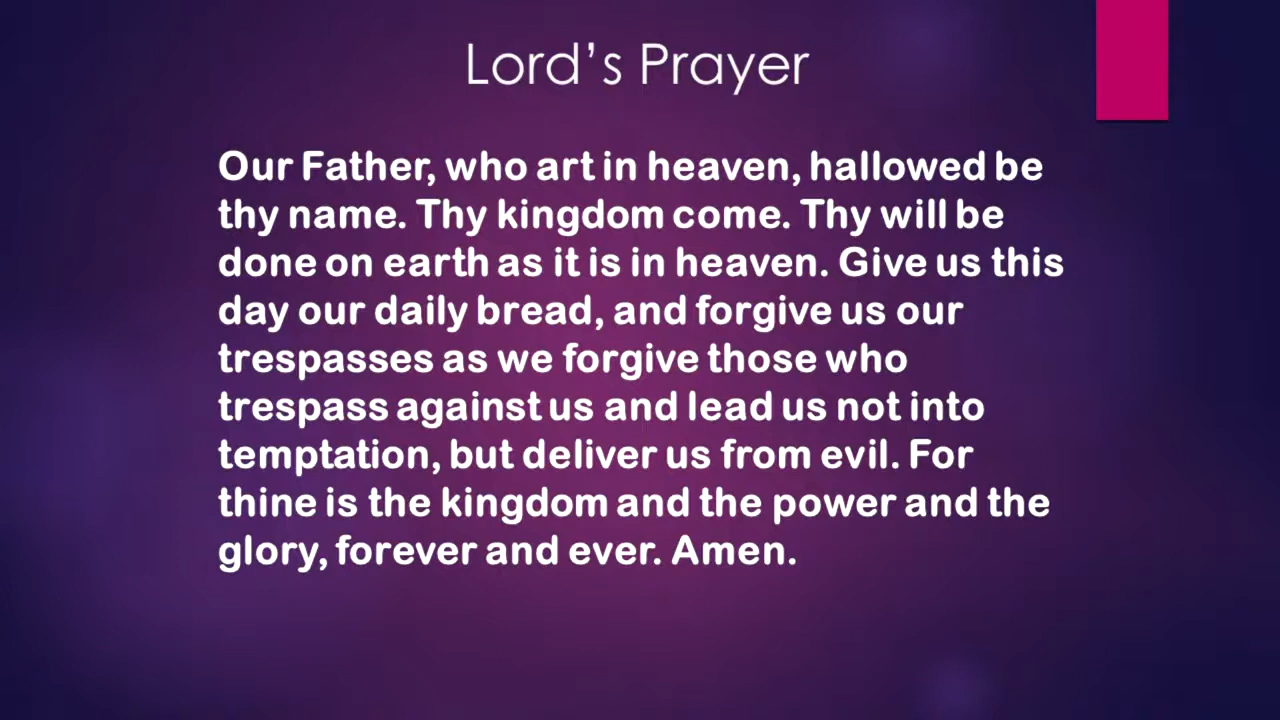 Lord’s Prayer
Our Father, who art in heaven, hallowed be
thy name. Thy kingdom come. Thy will be
done on earth as it is in heaven. Give us this
day our daily bread, and forgive us our
trespasses as we forgive those who
trespass against us and lead us not into
temptation, but deliver us from evil. For
thine is the kingdom and the power and the
glory, forever and ever. Amen.